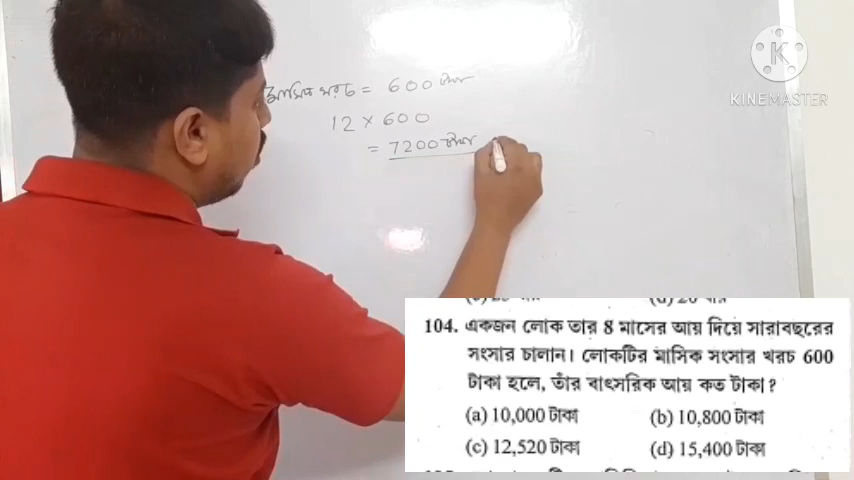 মাসিক খরচ = 600 টাকা
12 × 600
= 7200 টাকা
K
KINEMASTER
104. একজন লোক তার 8 মাসের আয় দিয়ে সারাবছরের
সংসার চালান। লোকটির মাসিক সংসার খরচ 600
টাকা হলে, তাঁর বাৎসরিক আয় কত টাকা?
(a) 10,000 টাকা (b) 10,800 টাকা
(c) 12,520 টাকা (d) 15,400 টাকা